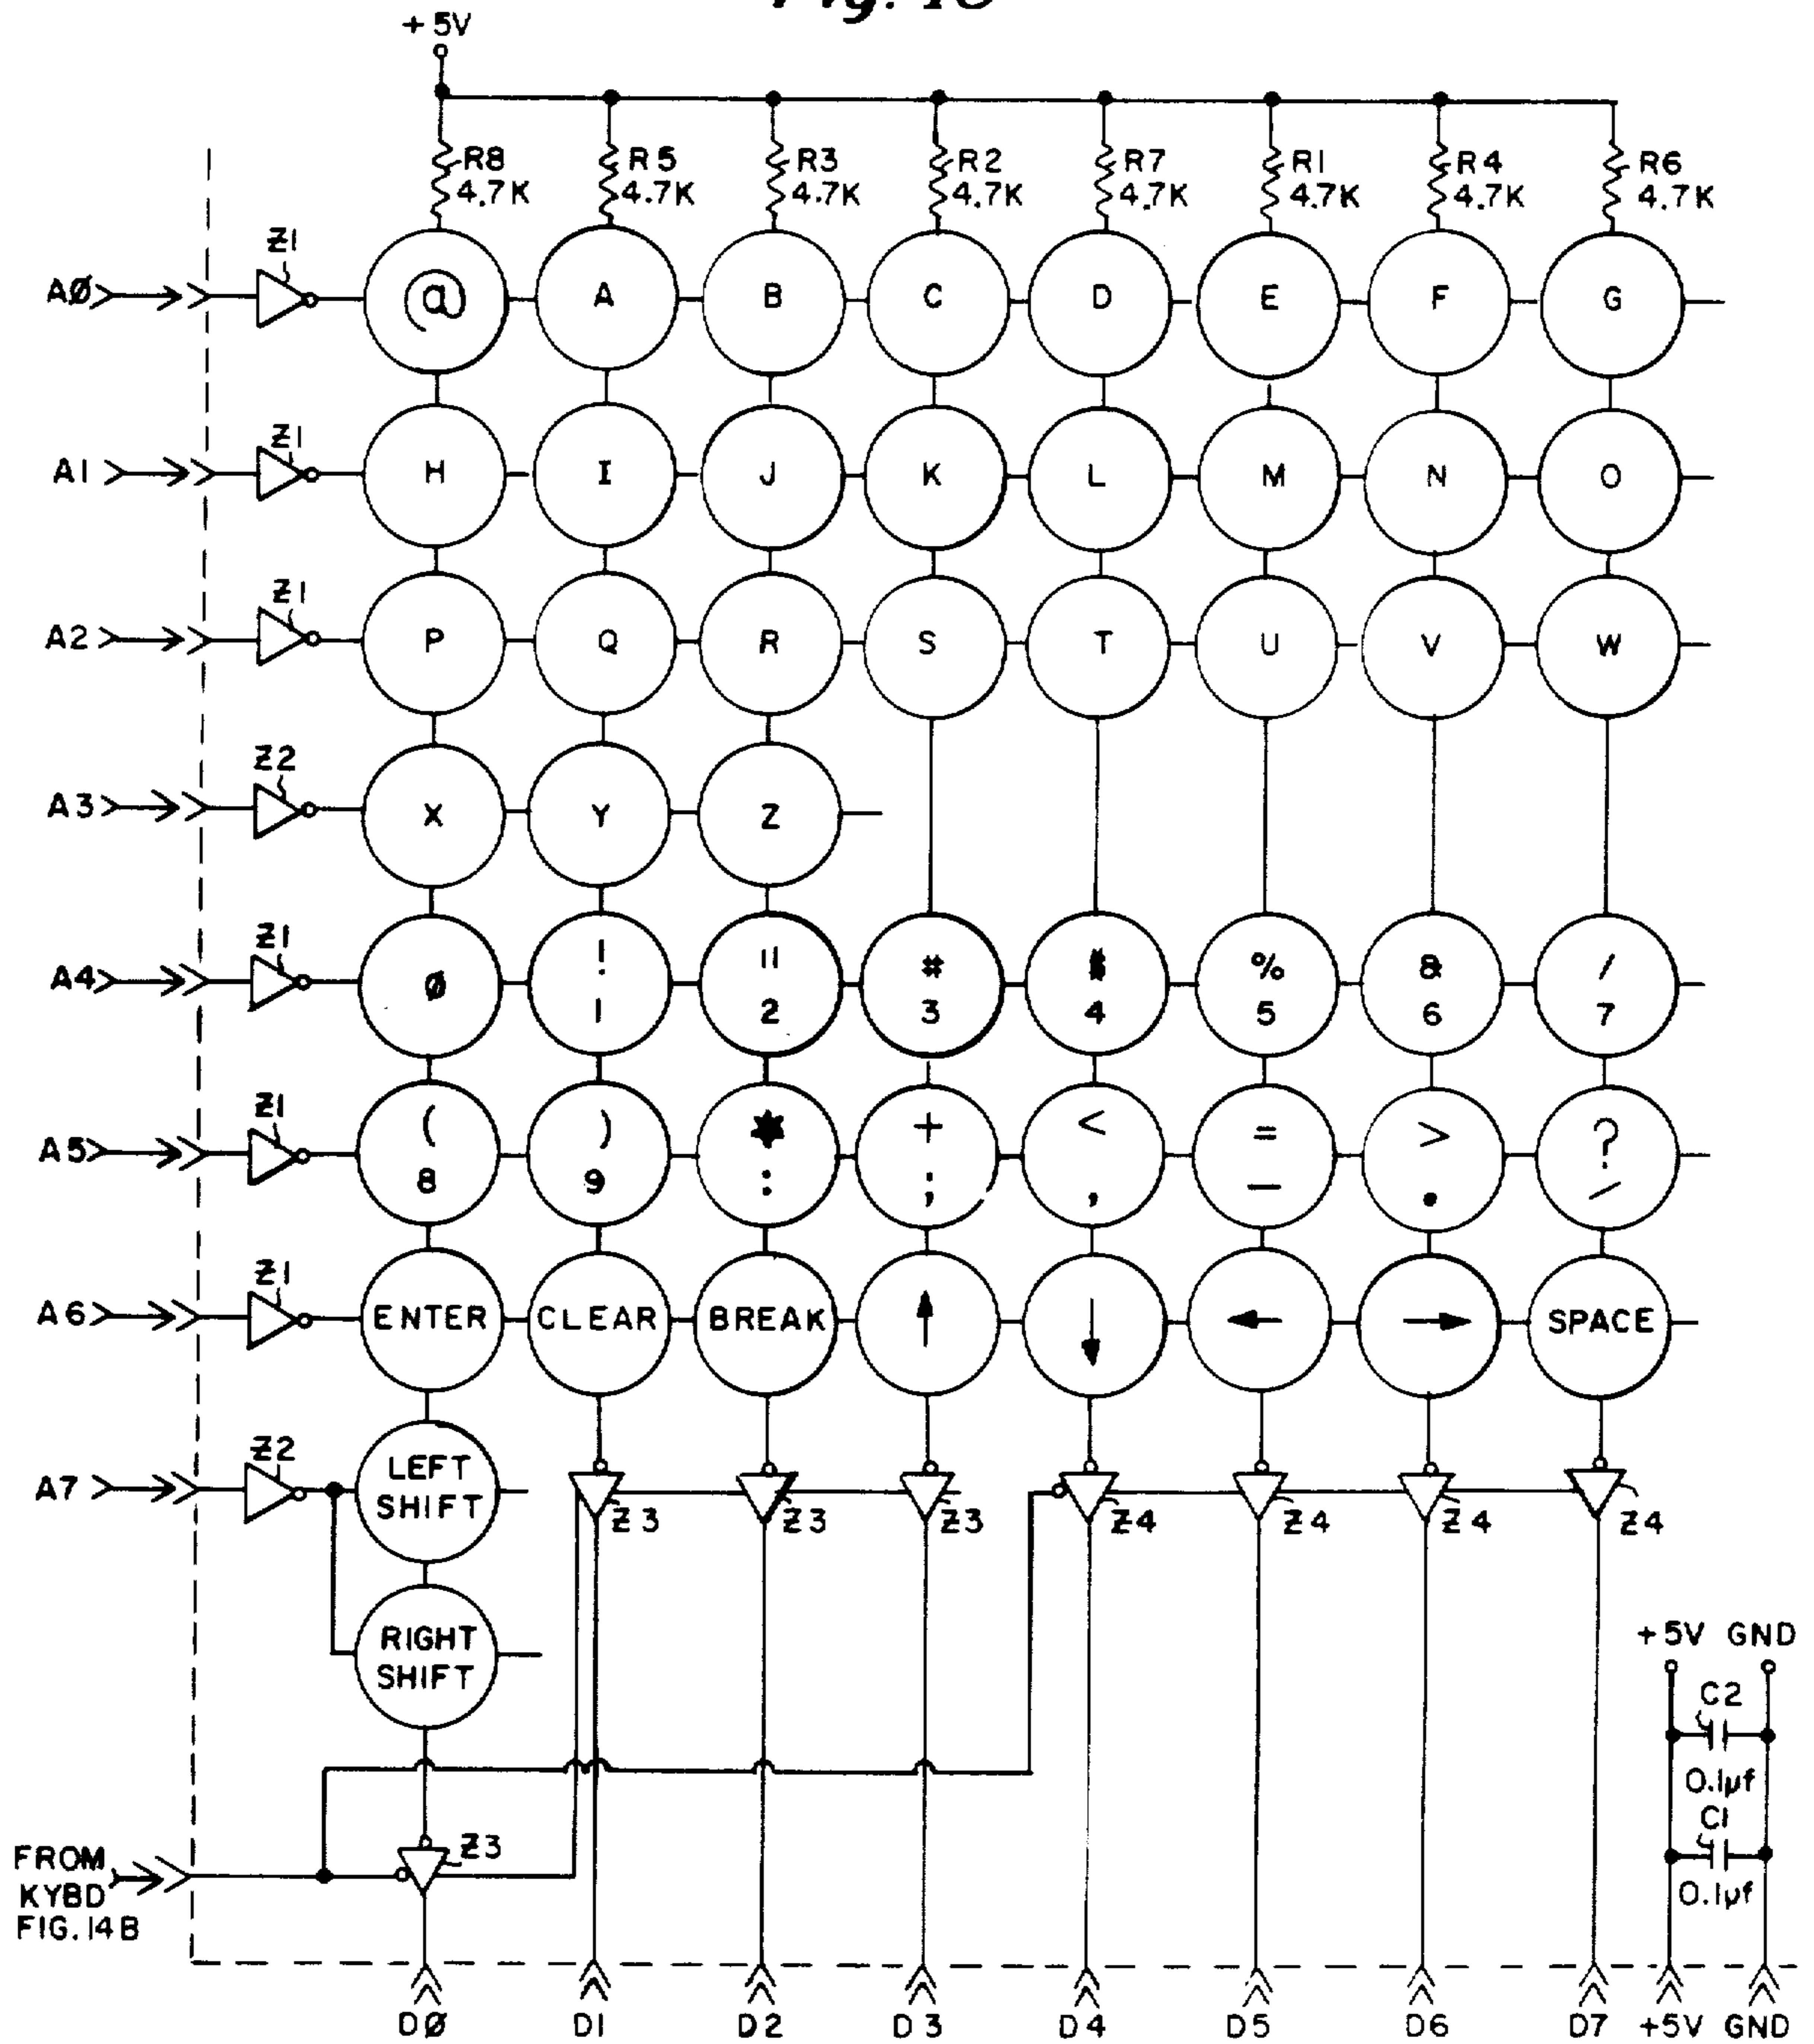 +5V
R8 R5 R3 R2 R7 R1 R4 R6
4.7K 4.7K 4.7K 4.7K 4.7K 4.7K 4.7K 4.7K
Z1
AØ @ A B C D E F G
Z1
A1 H I J K L M N O
Z1
A2 P Q R S T U V W
Z2
A3 X Y Z
Z1
! " # $ % & /
A4 Ø 1 2 3 4 5 6 7
Z1
( ) * + < = > ?
A5 8 9 : ; , – . /
Z1
A6 ENTER CLEAR BREAK ↑ ↓ ← → SPACE
Z2
A7 LEFT
SHIFT
Z3 Z3 Z3 Z4 Z4 Z4 Z4
RIGHT
SHIFT
+5V GND
C2
0.1µf
C1
0.1µf
Z3
FROM
KYBD
FIG.14B
DØ D1 D2 D3 D4 D5 D6 D7 +5V GND